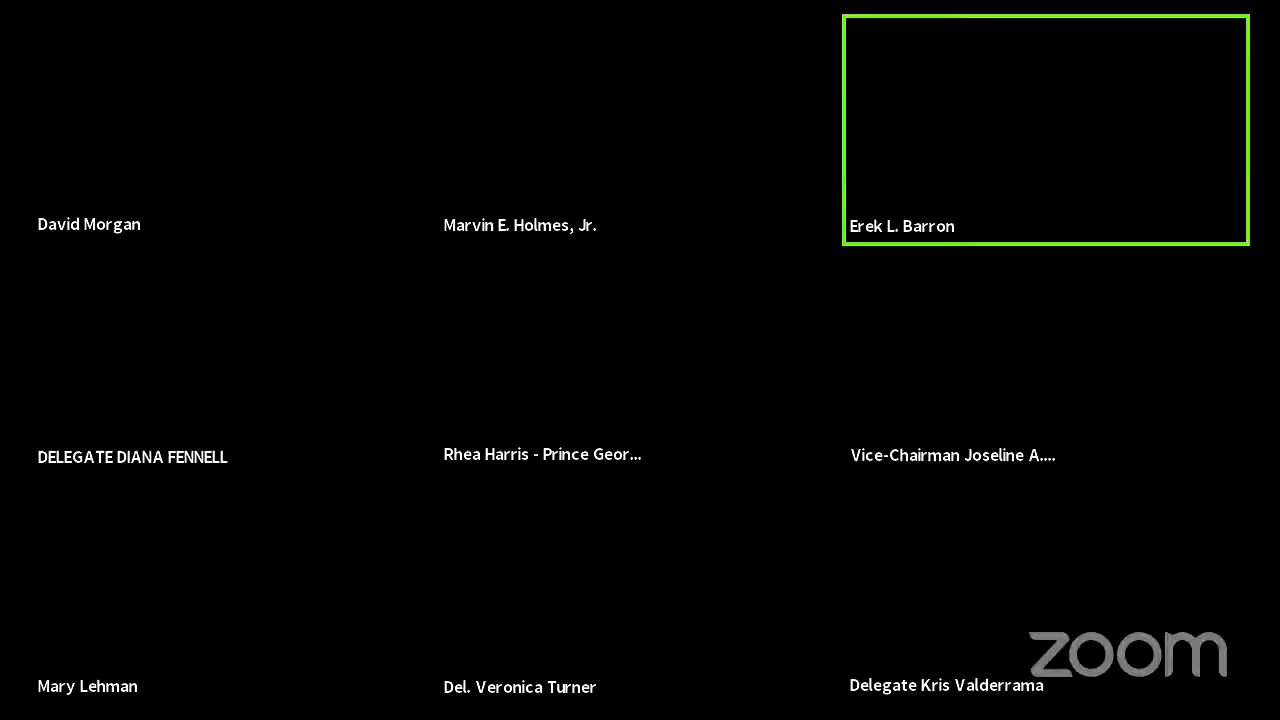 David Morgan
Marvin E. Holmes, Jr.
Erek L. Barron
DELEGATE DIANA FENNELL
Rhea Harris - Prince Geor...
Vice-Chairman Joseline A....
Mary Lehman
Del. Veronica Turner
Delegate Kris Valderrama
zoom